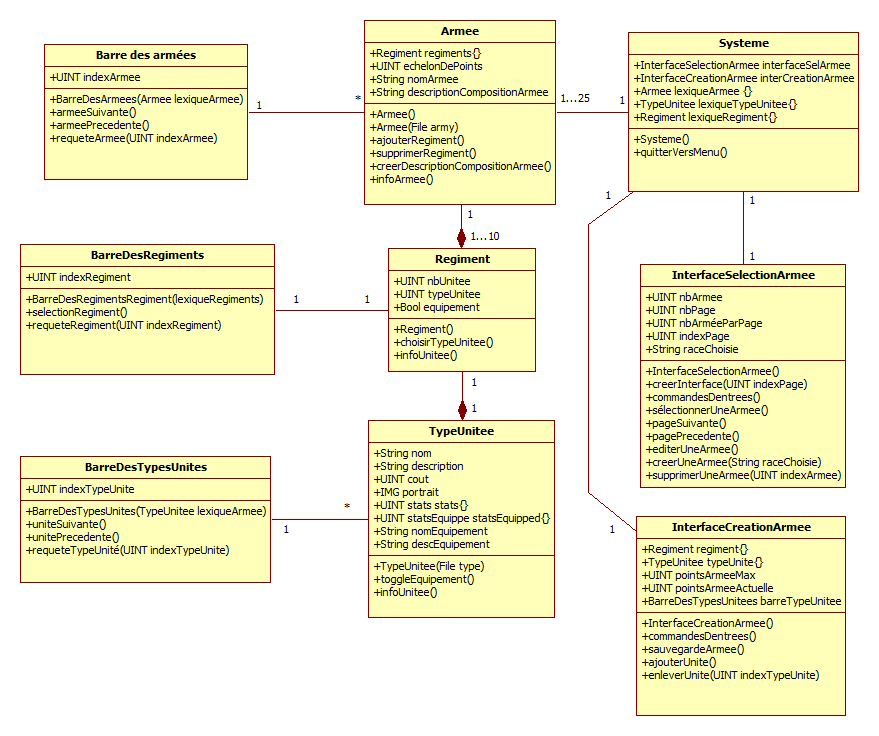 Barre des armées
+UINT indexArmee
+BarreDesArmees(Armee lexiqueArmee)
+armeeSuivante()
+armeePrecedente()
+requeteArmee(UINT indexArmee)
1
*
Armee
+Regiment regiments{}
+UINT echelonDePoints
+String nomArmee
+String descriptionCompositionArmee
+Armee()
+Armee(File army)
+ajouterRegiment()
+supprimerRegiment()
+creerDescriptionCompositionArmee()
+infoArmee()
1...25
1
Systeme
+InterfaceSelectionArmee interfaceSelArmee
+InterfaceCreationArmee interCreationArmee
+Armee lexiqueArmee {}
+TypeUnitee lexiqueTypeUnitee{}
+Regiment lexiqueRegiment{}
+Systeme()
+quitterVersMenu()
1
1
1
1...10
BarreDesRegiments
+UINT indexRegiment
+BarreDesRegimentsRegiment(lexiqueRegiments)
+selectionRegiment()
+requeteRegiment(UINT indexRegiment)
1
1
Regiment
+UINT nbUnitee
+UINT typeUnitee
+Bool equipement
+Regiment()
+choisirTypeUnitee()
+infoUnitee()
1
InterfaceSelectionArmee
+UINT nbArmee
+UINT nbPage
+UINT nbArméeParPage
+UINT indexPage
+String raceChoisie
+InterfaceSelectionArmee()
+creerInterface(UINT indexPage)
+commandesDentrees()
+sélectionnerUneArmee()
+pageSuivante()
+pagePrecedente()
+editerUneArmee()
+creerUneArmee(String raceChoisie)
+supprimerUneArmee(UINT indexArmee)
1
1
BarreDesTypesUnites
+UINT indexTypeUnite
+BarreDesTypesUnites(TypeUnitee lexiqueArmee)
+uniteSuivante()
+unitePrecedente()
+requeteTypeUnité(UINT indexTypeUnite)
1
*
TypeUnitee
+String nom
+String description
+UINT cout
+IMG portrait
+UINT stats stats{}
+UINT statsEquippe statsEquipped{}
+String nomEquipement
+String descEquipement
+TypeUnitee(File type)
+toggleEquipement()
+infoUnitee()
1
InterfaceCreationArmee
+Regiment regiment{}
+TypeUnitee typeUnite{}
+UINT pointsArmeeMax
+UINT pointsArmeeActuelle
+BarreDesTypesUnitees barreTypeUnitee
+InterfaceCreationArmee()
+commandesDentrees()
+sauvegardeArmee()
+ajouterUnite()
+enleverUnite(UINT indexTypeUnite)